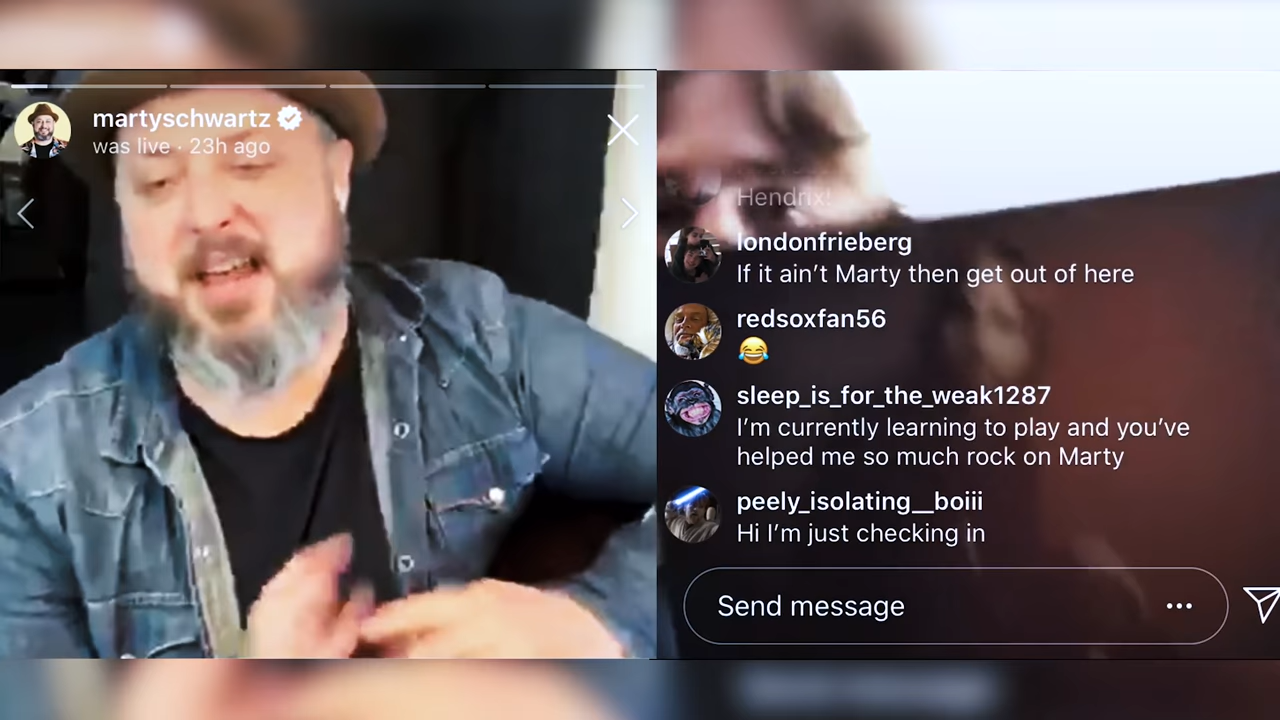 martyschwartz
was live · 23h ago
Hendrix!
londonfrieberg
If it ain't Marty then get out of here
redsoxfan56
😂
sleep_is_for_the_weak1287
I'm currently learning to play and you've
helped me so much rock on Marty
peely_isolating__boiii
Hi I'm just checking in
Send message